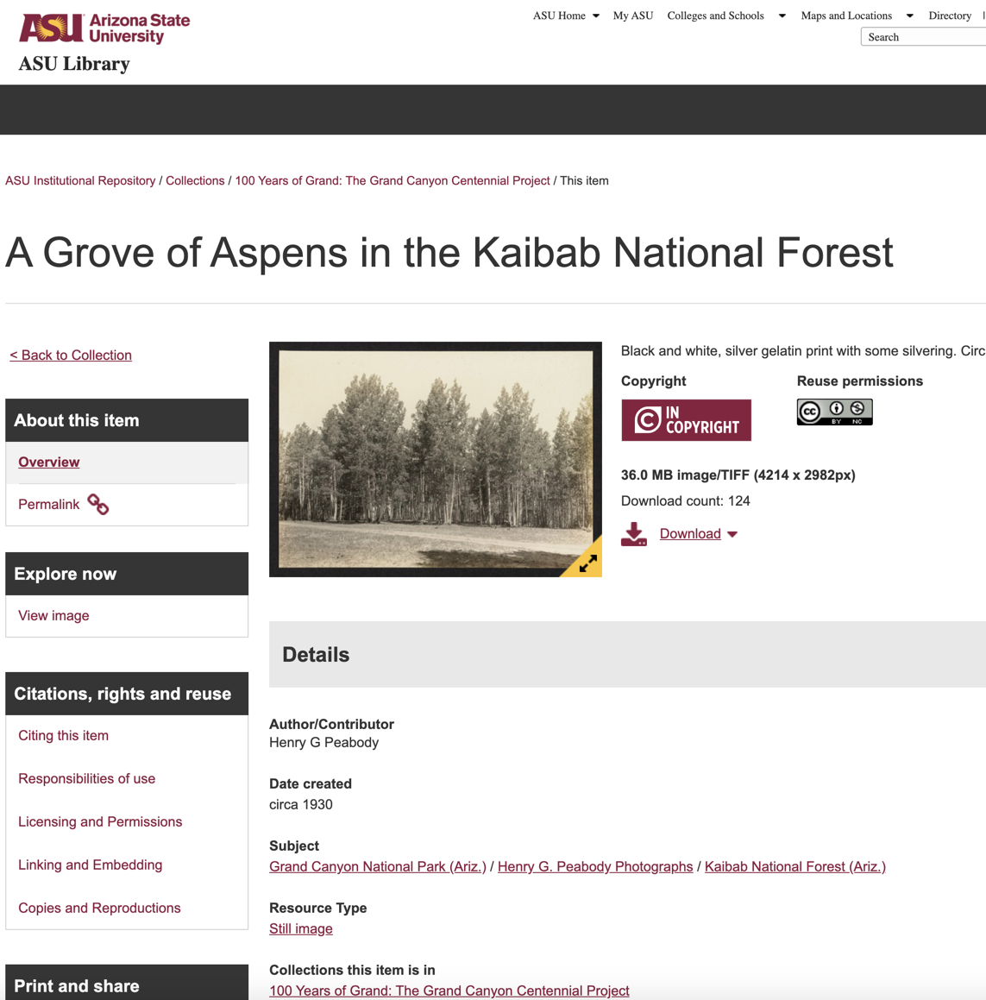 ASU Arizona State University
ASU Library
ASU Home My ASU Colleges and Schools Maps and Locations Directory
Search
ASU Institutional Repository / Collections / 100 Years of Grand: The Grand Canyon Centennial Project / This item
A Grove of Aspens in the Kaibab National Forest
< Back to Collection
About this item
Overview
Permalink
Explore now
View image
Citations, rights and reuse
Citing this item
Responsibilities of use
Licensing and Permissions
Linking and Embedding
Copies and Reproductions
Print and share
Black and white, silver gelatin print with some silvering. Circ
Copyright
Reuse permissions
C IN COPYRIGHT
cc BY NC
36.0 MB image/TIFF (4214 x 2982px)
Download count: 124
Download
Details
Author/Contributor
Henry G Peabody
Date created
circa 1930
Subject
Grand Canyon National Park (Ariz.) / Henry G. Peabody Photographs / Kaibab National Forest (Ariz.)
Resource Type
Still image
Collections this item is in
100 Years of Grand: The Grand Canyon Centennial Project